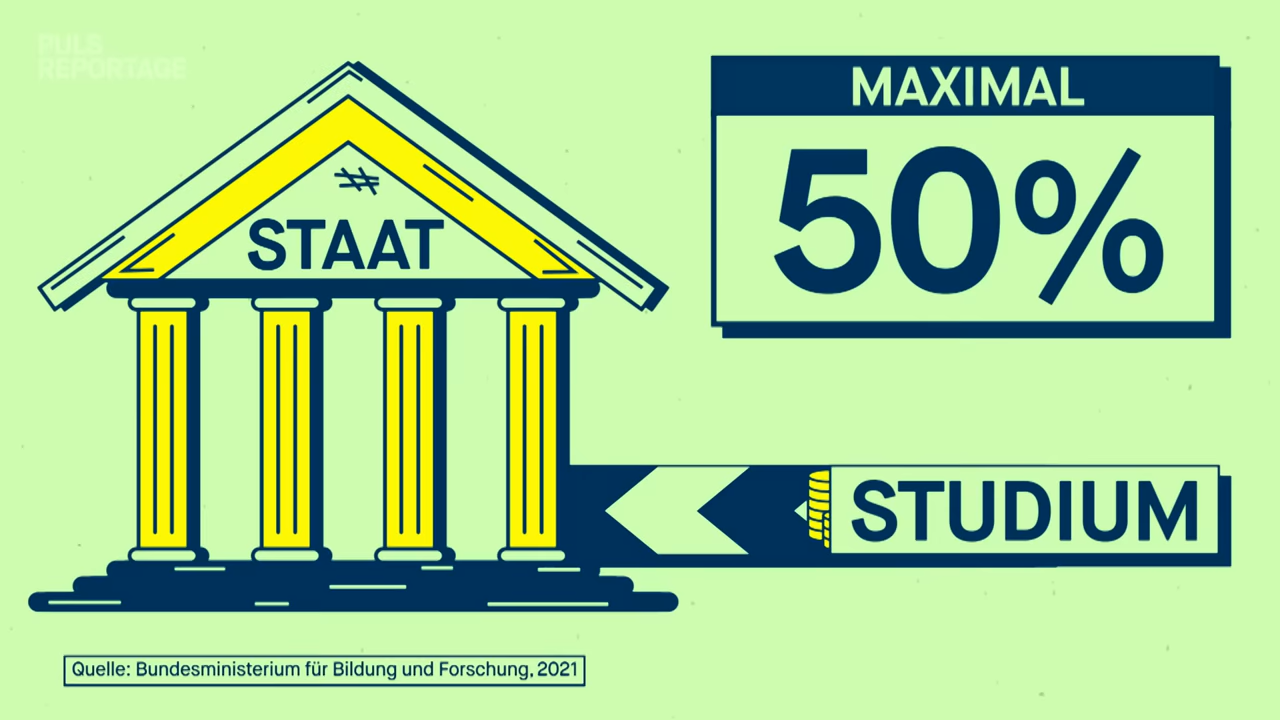 PULS
REPORTAGE
MAXIMAL
50%
#
STAAT
STUDIUM
Quelle: Bundesministerium für Bildung und Forschung, 2021